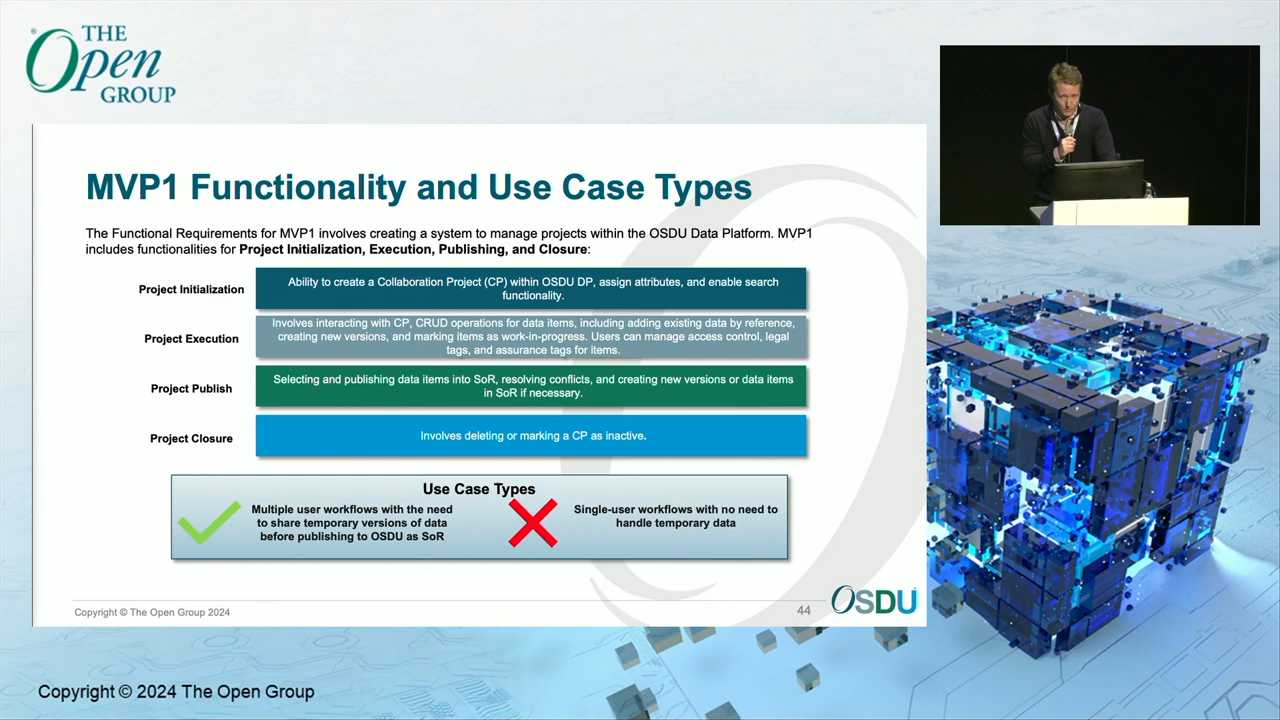 THE
Open
GROUP
MVP1 Functionality and Use Case Types
The Functional Requirements for MVP1 involves creating a system to manage projects within the OSDU Data Platform. MVP1
includes functionalities for Project Initialization, Execution, Publishing, and Closure:
Project Initialization
Ability to create a Collaboration Project (CP) within OSDU DP, assign attributes, and enable search
functionality.
Project Execution
Involves interacting with CP, CRUD operations for data items, including adding existing data by reference,
creating new versions, and marking items as work-in-progress. Users can manage access control, legal
tags, and assurance tags for items.
Project Publish
Selecting and publishing data items into SoR, resolving conflicts, and creating new versions or data items
in SoR if necessary.
Project Closure
Involves deleting or marking a CP as inactive.
Use Case Types
Multiple user workflows with the need
to share temporary versions of data
before publishing to OSDU as SoR
Single-user workflows with no need to
handle temporary data
Copyright © The Open Group 2024
44
OSDU
Copyright © 2024 The Open Group